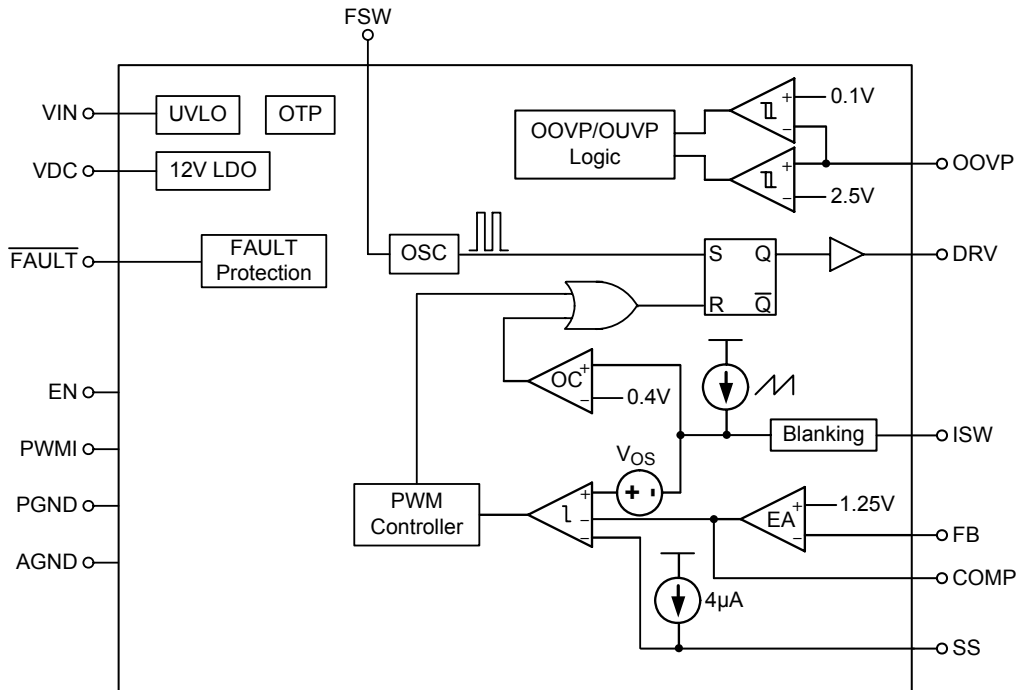 FSW
VIN
UVLO
OTP
VDC
12V LDO
FAULT
FAULT
Protection
EN
PWMI
PGND
AGND
OOVP/OUVP
Logic
+
−
0.1V
+
−
2.5V
OOVP
OSC
S
Q
R
Q
DRV
OC
+
−
0.4V
Blanking
ISW
VOS
+
-
PWM
Controller
+
−
−
EA
+
−
1.25V
FB
COMP
4µA
SS